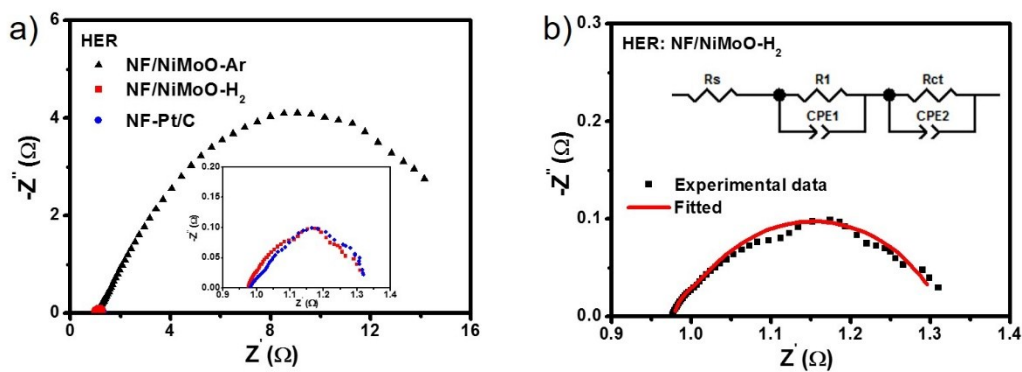 a)
HER
NF/NiMoO-Ar
NF/NiMoO-H₂
NF-Pt/C
-Z'' (Ω)
6
4
2
0
0 4 8 12 16
Z' (Ω)
-Z'' (Ω)
0.20
0.15
0.10
0.05
0.00
0.9 1.0 1.1 1.2 1.3 1.4
Z' (Ω)
b)
HER: NF/NiMoO-H₂
Rs R1 Rct
CPE1 CPE2
Experimental data
Fitted
-Z'' (Ω)
0.3
0.2
0.1
0.0
0.9 1.0 1.1 1.2 1.3 1.4
Z' (Ω)